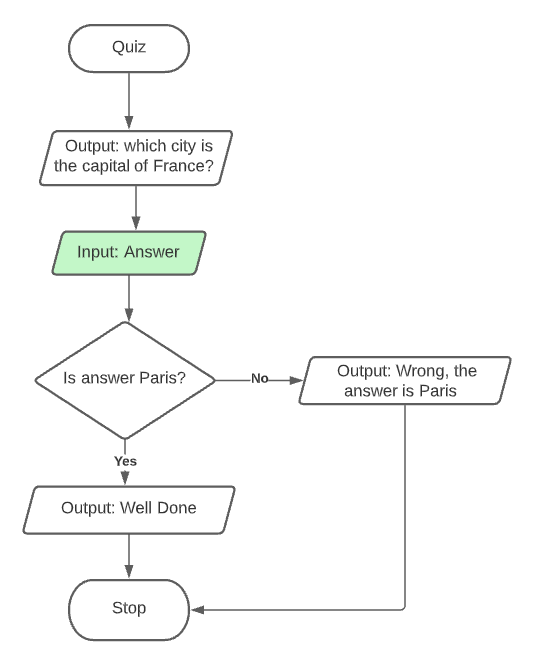 Quiz
Output: which city is
the capital of France?
Input: Answer
Is answer Paris?
No
Output: Wrong, the
answer is Paris
Yes
Output: Well Done
Stop